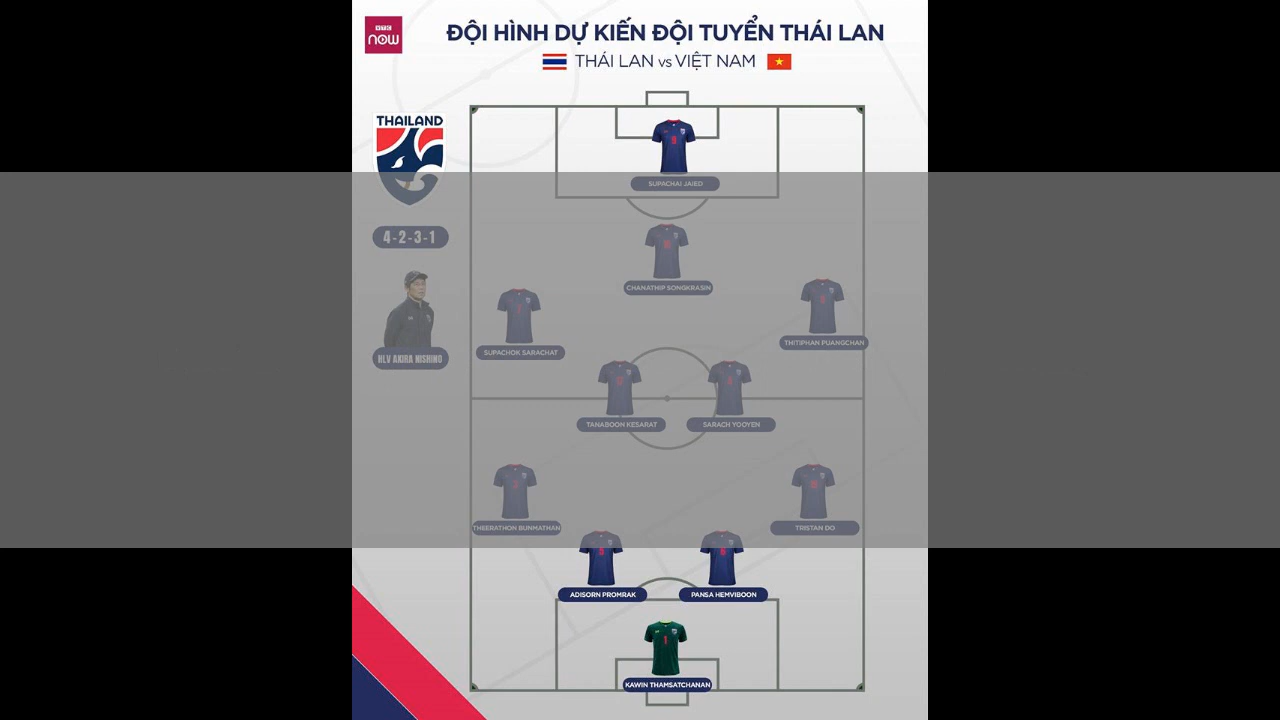 VTC
now
ĐỘI HÌNH DỰ KIẾN ĐỘI TUYỂN THÁI LAN
THÁI LAN vs VIỆT NAM
THAILAND
SUPACHAI JAIED
4-2-3-1
CHANATHIP SONGKRASIN
SUPACHOK SARACHAT
THITIPHAN PUANGCHAN
HLV AKIRA NISHINO
TANABOON KESARAT
SARACH YOOYEN
THEERATHON BUNMATHAN
TRISTAN DO
ADISORN PROMRAK
PANSA HEMVIBOON
1
KAWIN THAMSATCHANAN